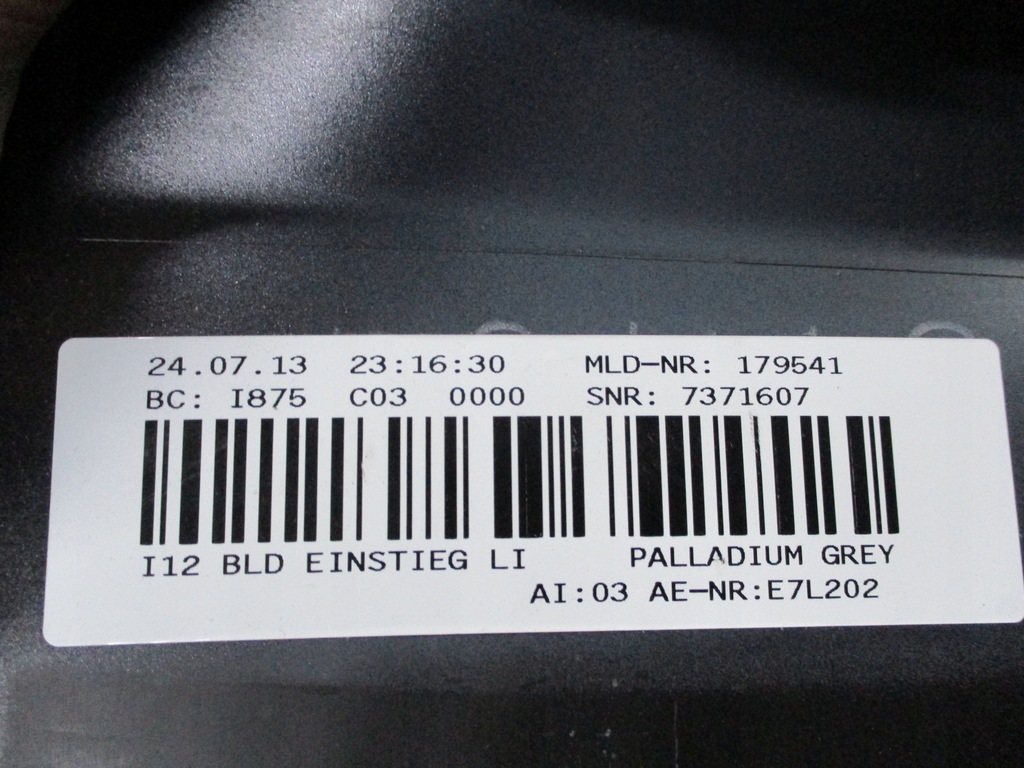 24.07.13 23:16:30 MLD-NR: 179541
BC: I875 C03 0000 SNR: 7371607
I12 BLD EINSTIEG LI PALLADIUM GREY
AI:03 AE-NR:E7L202